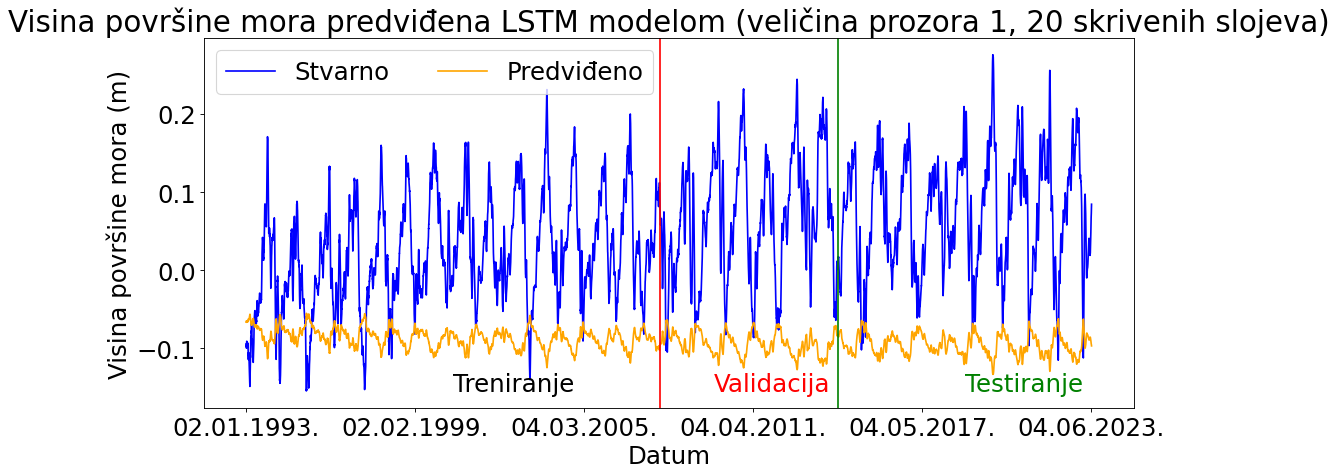 Visina površine mora predviđena LSTM modelom (veličina prozora 1, 20 skrivenih slojeva)
Stvarno
Predviđeno
Visina površine mora (m)
0.2
0.1
0.0
−0.1
Treniranje
Validacija
Testiranje
02.01.1993.
02.02.1999.
04.03.2005.
04.04.2011.
04.05.2017.
04.06.2023.
Datum